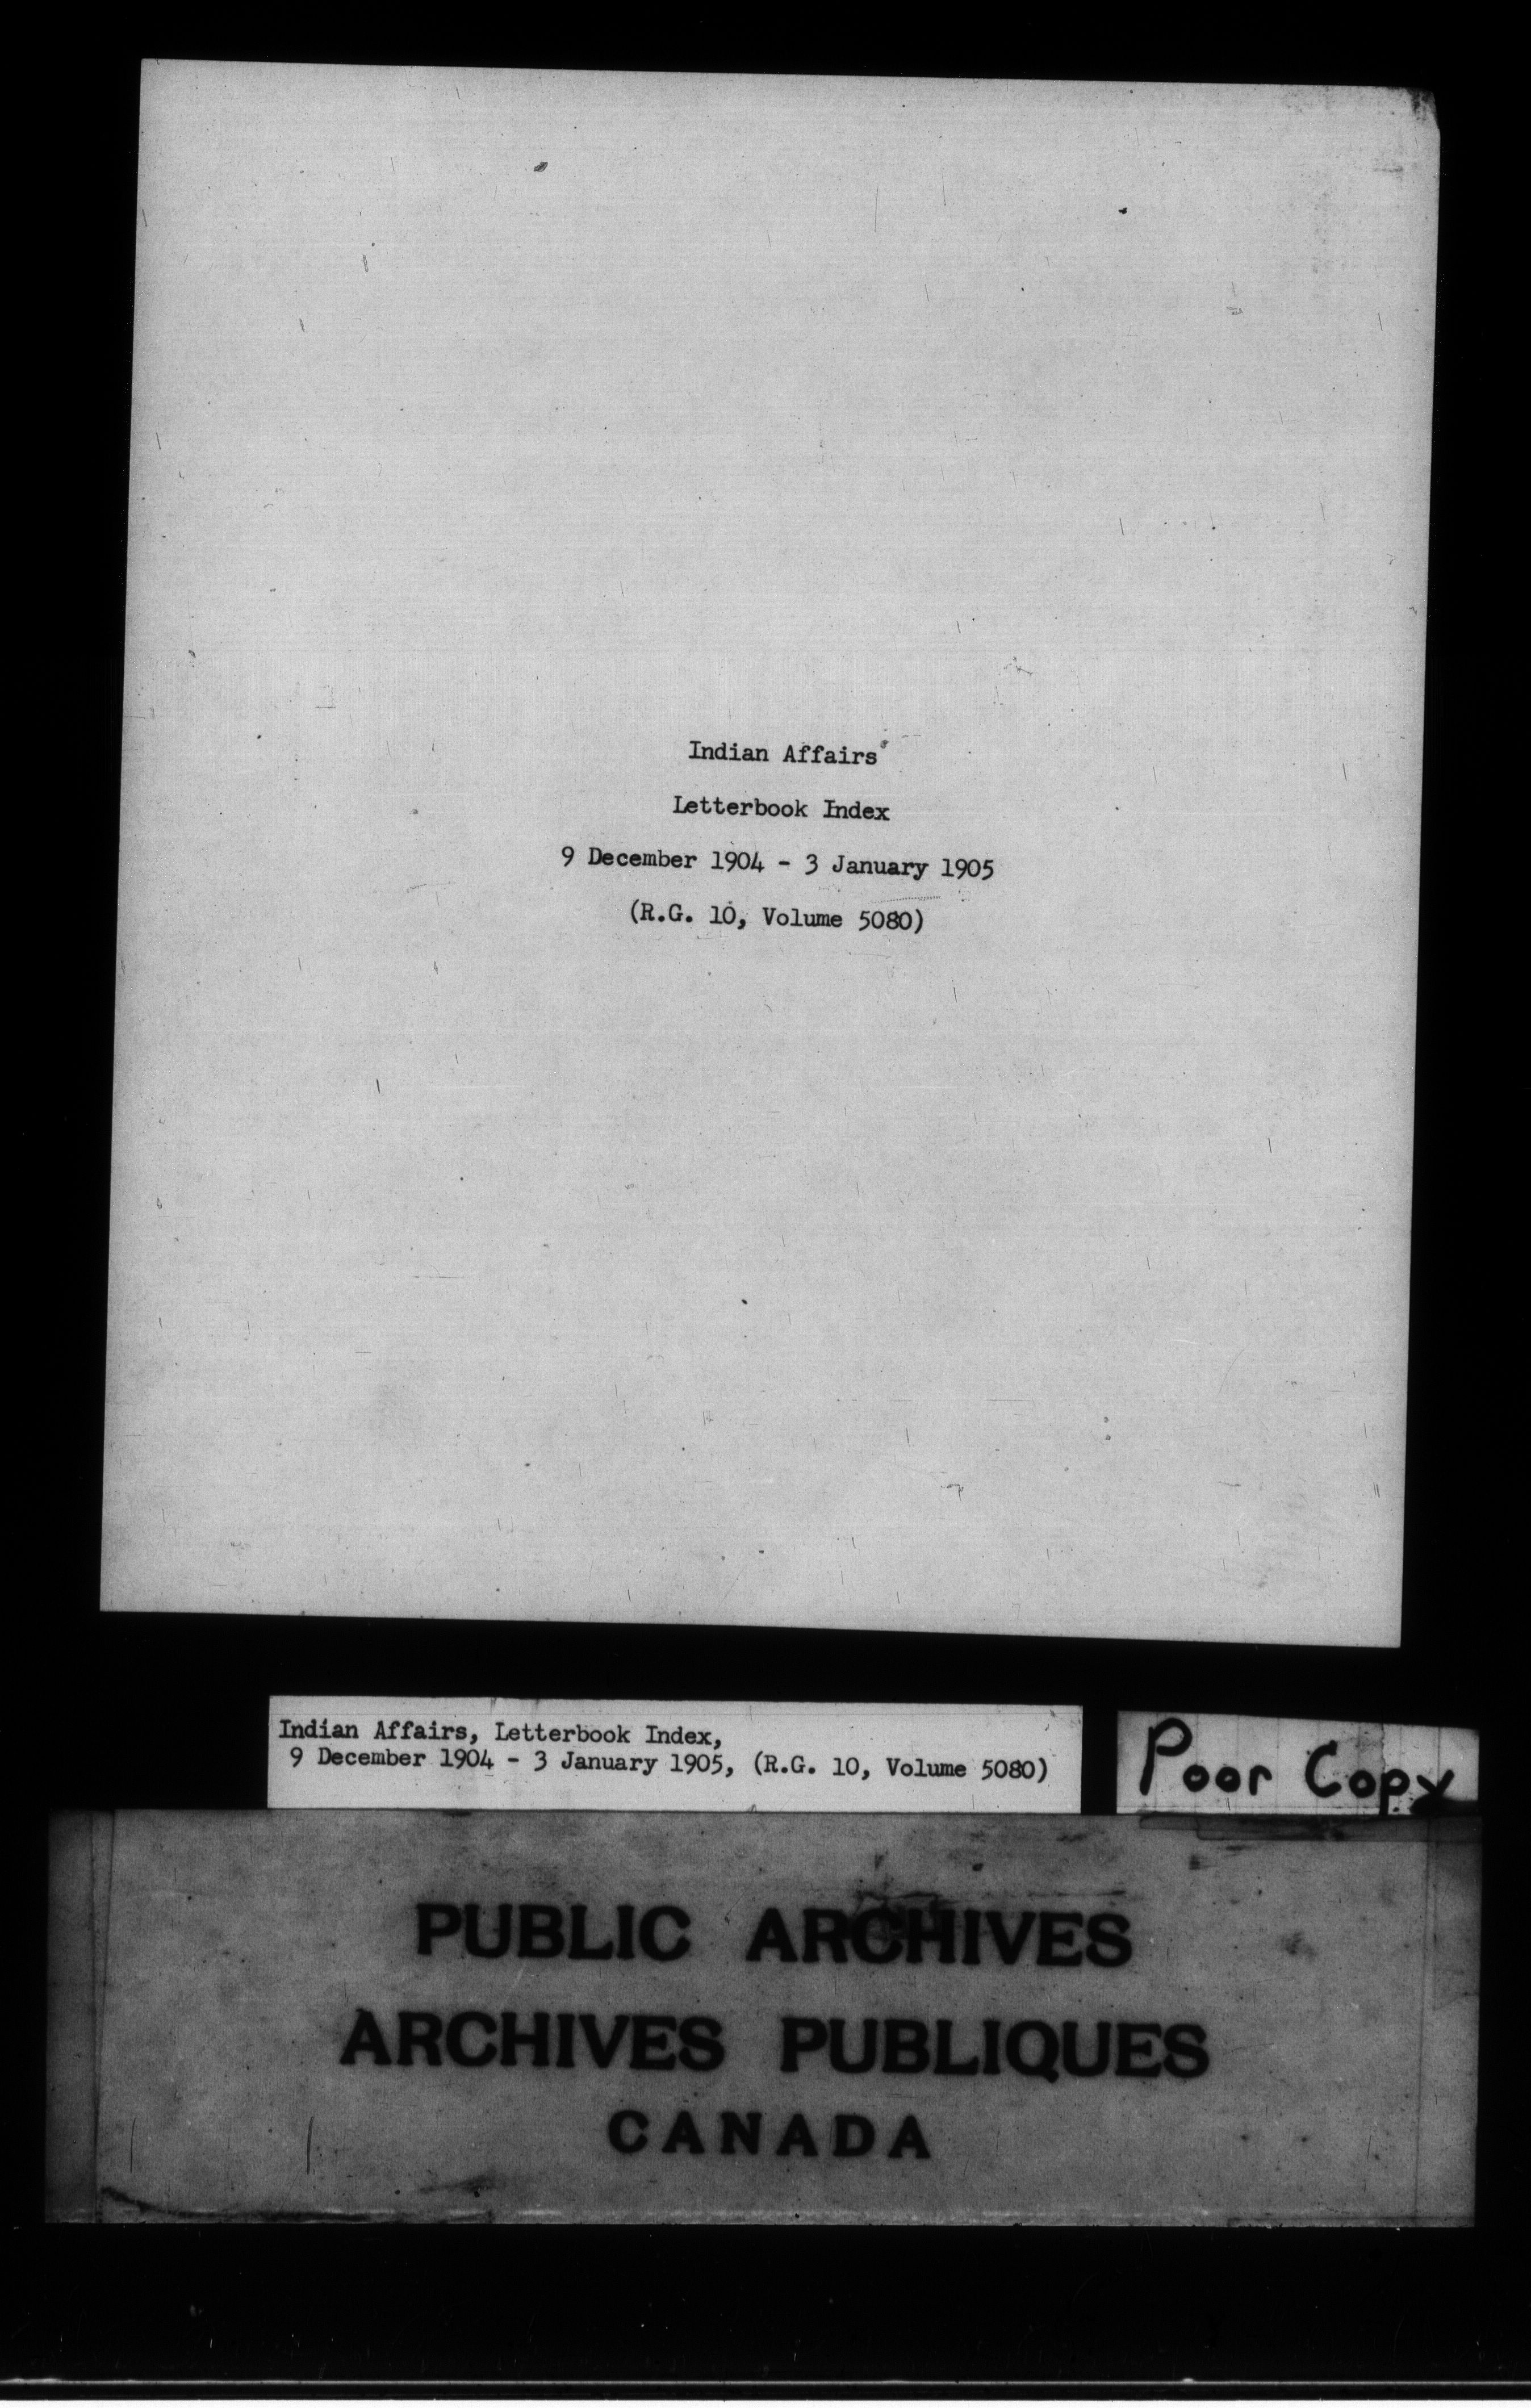 Indian Affairs
Letterbook Index
9 December 1904 - 3 January 1905
(R.G. 10, Volume 5080)
Indian Affairs, Letterbook Index,
9 December 1904 - 3 January 1905, (R.G. 10, Volume 5080)
Poor Copy
PUBLIC ARCHIVES
ARCHIVES PUBLIQUES
CANADA